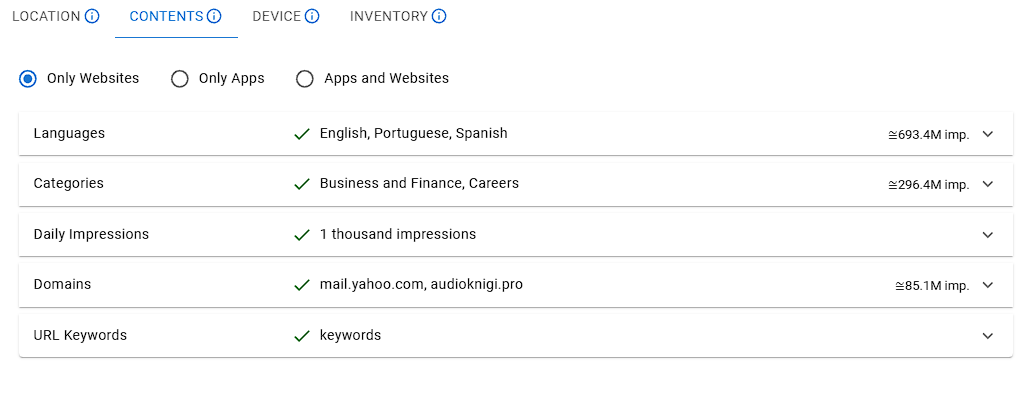 LOCATION CONTENTS DEVICE INVENTORY
Only Websites Only Apps Apps and Websites
Languages English, Portuguese, Spanish ≅693.4M imp.
Categories Business and Finance, Careers ≅296.4M imp.
Daily Impressions 1 thousand impressions
Domains mail.yahoo.com, audioknigi.pro ≅85.1M imp.
URL Keywords keywords